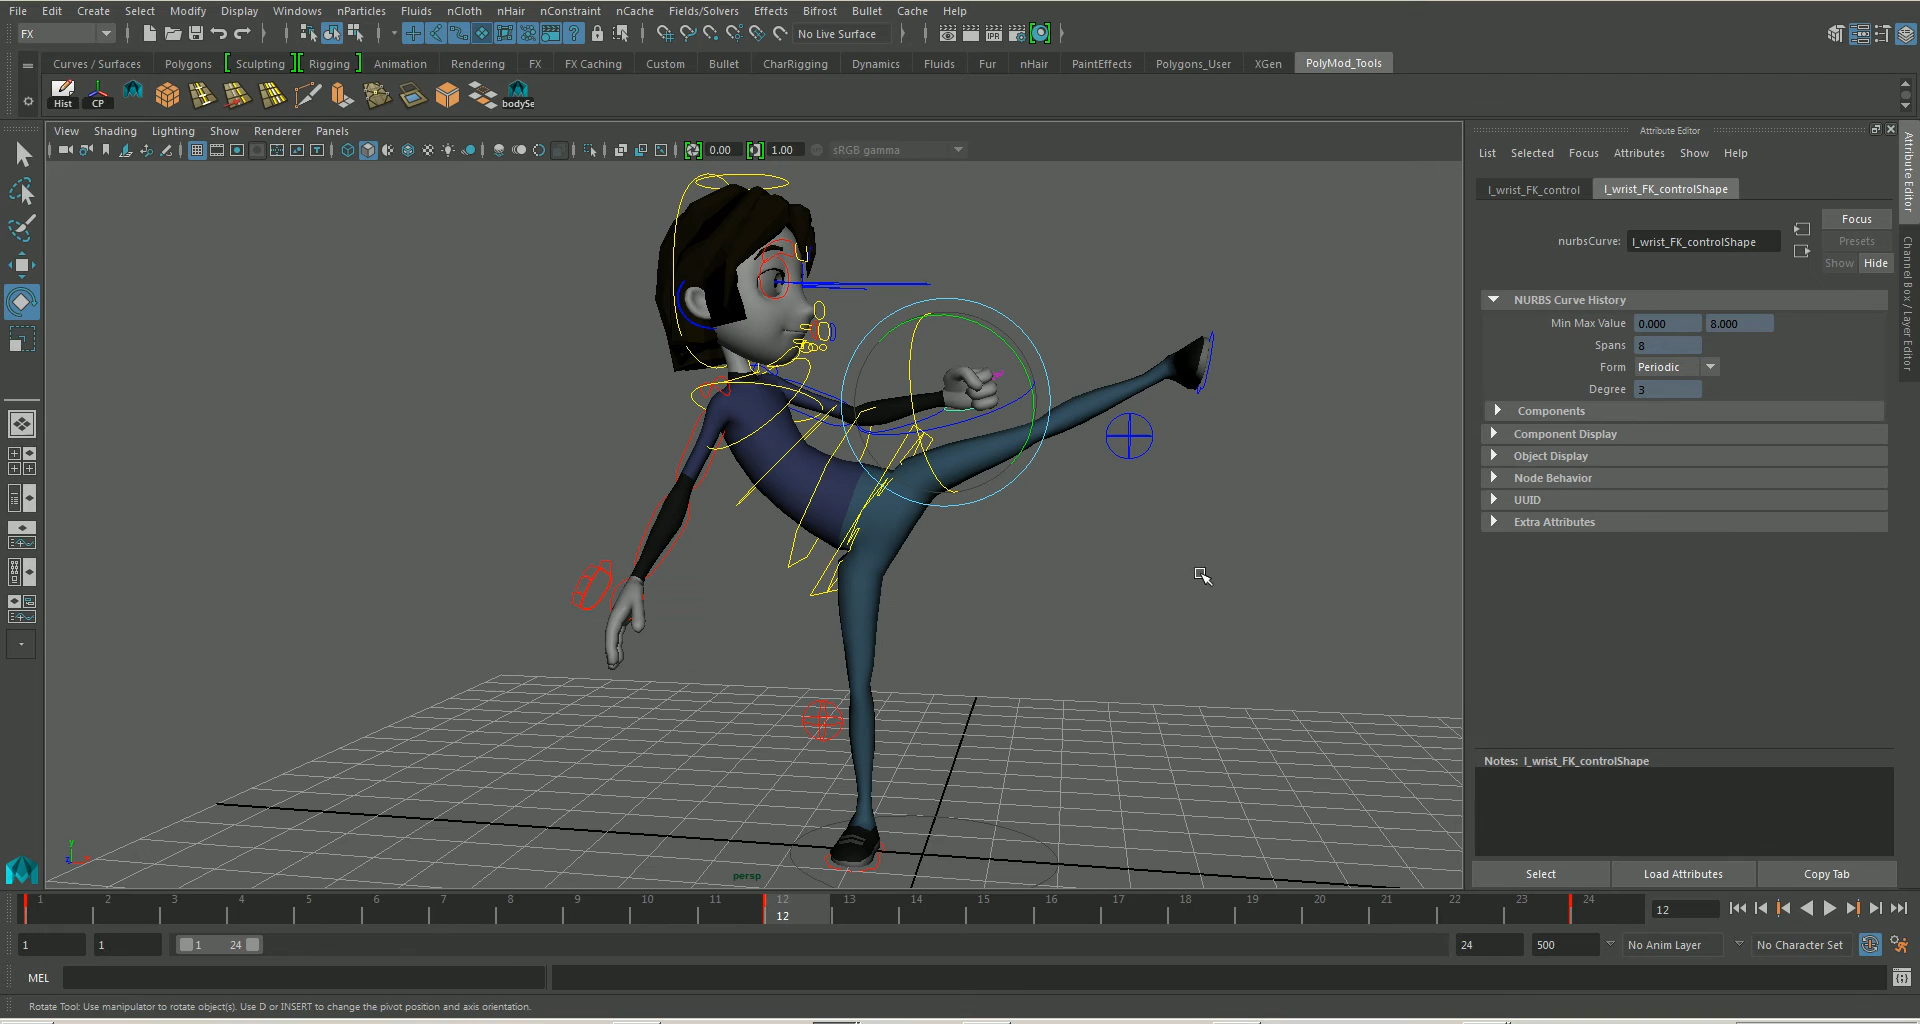 File Edit Create Select Modify Display Windows nParticles Fluids nCloth nHair nConstraint nCache Fields/Solvers Effects Bifrost Bullet Cache Help
FX No Live Surface IPR
Curves / Surfaces Polygons Sculpting Rigging Animation Rendering FX FX Caching Custom Bullet CharRigging Dynamics Fluids Fur nHair PaintEffects Polygons_User XGen PolyMod_Tools
Hist CP bodySe
View Shading Lighting Show Renderer Panels
0.00 1.00 sRGB gamma
Attribute Editor
List Selected Focus Attributes Show Help
l_wrist_FK_control l_wrist_FK_controlShape
nurbsCurve: l_wrist_FK_controlShape
Focus
Presets
Show Hide
NURBS Curve History
Min Max Value 0.000 8.000
Spans 8
Form Periodic
Degree 3
Components
Component Display
Object Display
Node Behavior
UUID
Extra Attributes
Notes: l_wrist_FK_controlShape
Select Load Attributes Copy Tab
Attribute Editor
Channel Box / Layer Editor
y
z
persp
1 2 3 4 5 6 7 8 9 10 11 12 13 14 15 16 17 18 19 20 21 22 23 24
12 12
1 1 1 24 24 500 No Anim Layer No Character Set
MEL
Rotate Tool: Use manipulator to rotate object(s). Use D or INSERT to change the pivot position and axis orientation.